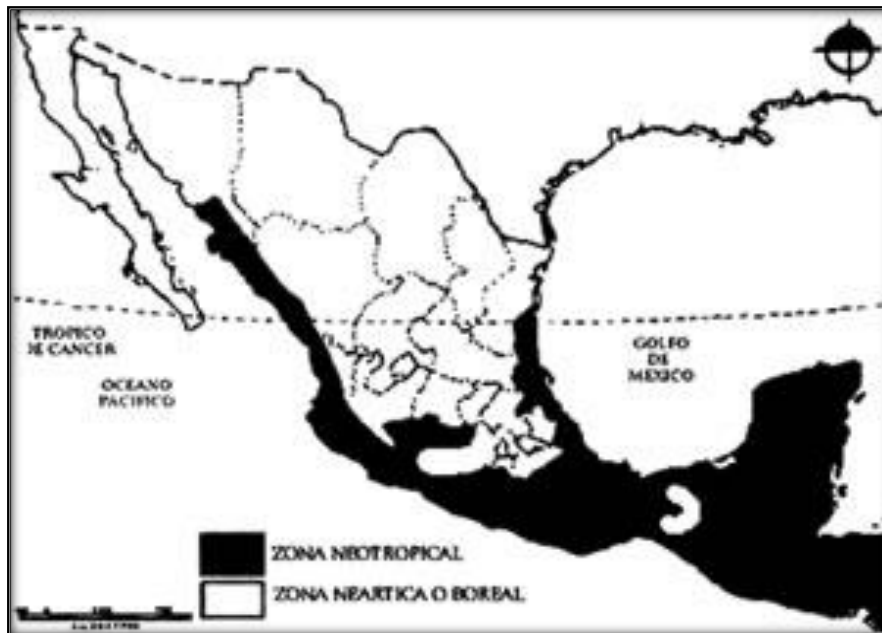 TROPICO
DE CANCER
OCEANO
PACIFICO
GOLFO
DE
MEXICO
ZONA NEOTROPICAL
ZONA NEARTICA O BOREAL